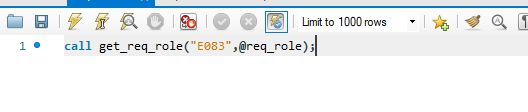 Limit to 1000 rows
1 call get_req_role("E083",@req_role);